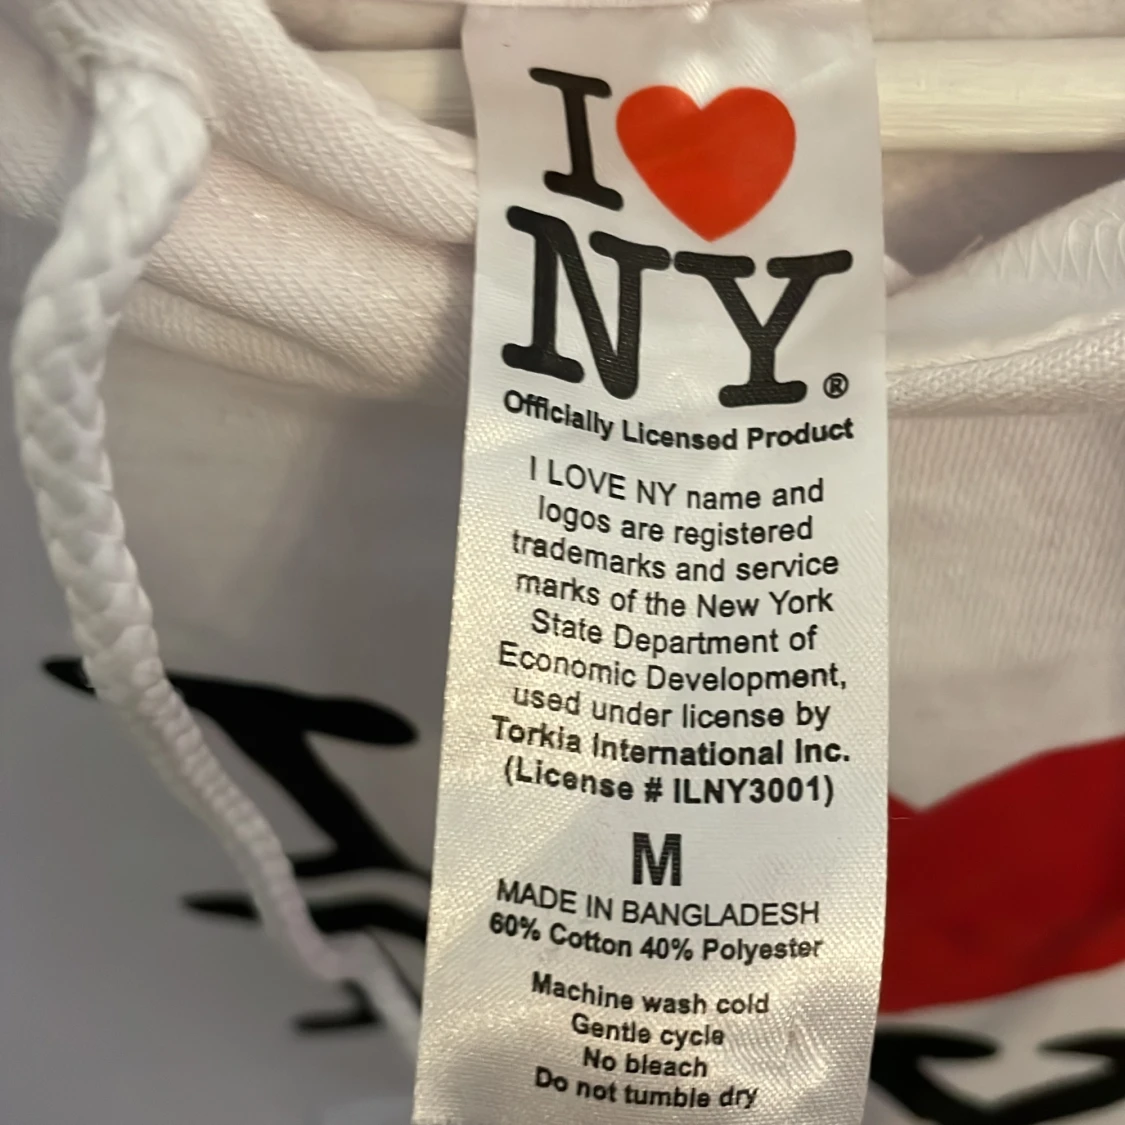 I ♥
NY®
Officially Licensed Product
I LOVE NY name and
logos are registered
trademarks and service
marks of the New York
State Department of
Economic Development,
used under license by
Torkia International Inc.
(License # ILNY3001)
M
MADE IN BANGLADESH
60% Cotton 40% Polyester
Machine wash cold
Gentle cycle
No bleach
Do not tumble dry